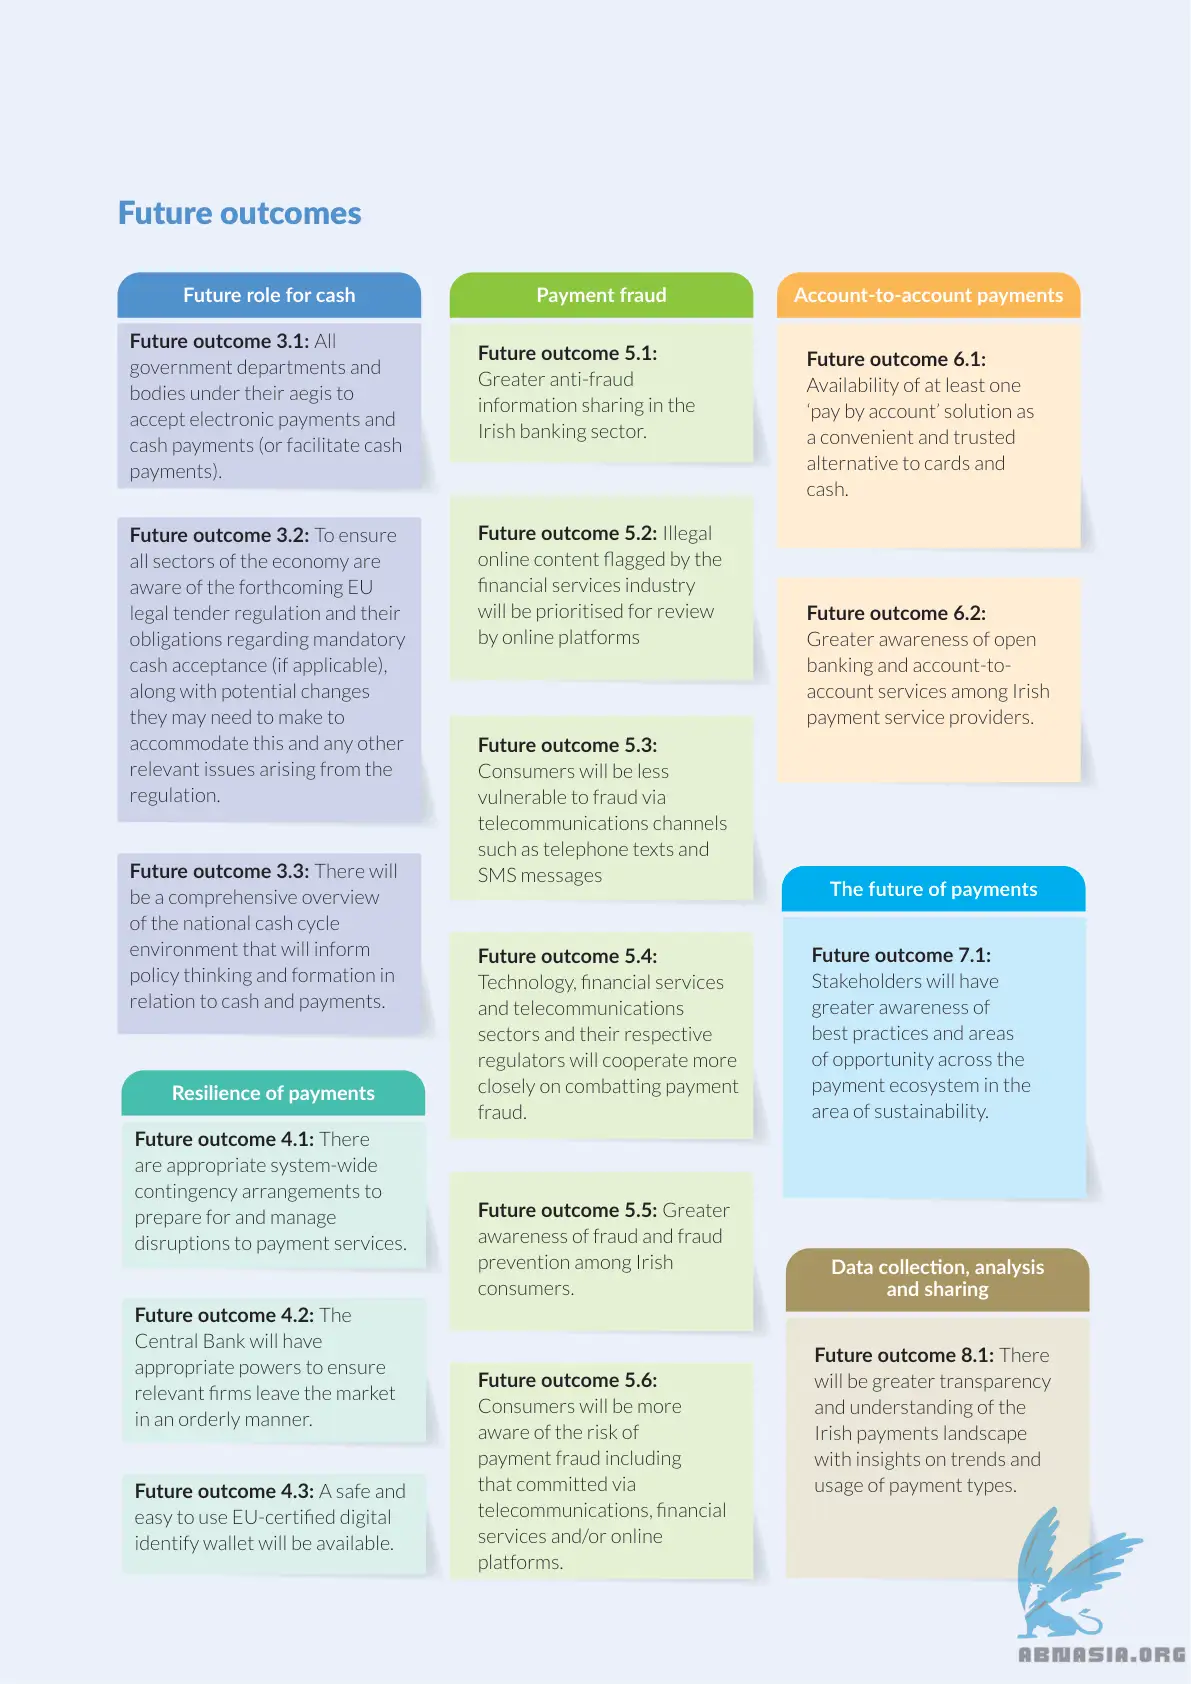 Future outcomes
Future role for cash
Future outcome 3.1: All
government departments and
bodies under their aegis to
accept electronic payments and
cash payments (or facilitate cash
payments).
Future outcome 3.2: To ensure
all sectors of the economy are
aware of the forthcoming EU
legal tender regulation and their
obligations regarding mandatory
cash acceptance (if applicable),
along with potential changes
they may need to make to
accommodate this and any other
relevant issues arising from the
regulation.
Future outcome 3.3: There will
be a comprehensive overview
of the national cash cycle
environment that will inform
policy thinking and formation in
relation to cash and payments.
Resilience of payments
Future outcome 4.1: There
are appropriate system-wide
contingency arrangements to
prepare for and manage
disruptions to payment services.
Future outcome 4.2: The
Central Bank will have
appropriate powers to ensure
relevant firms leave the market
in an orderly manner.
Future outcome 4.3: A safe and
easy to use EU-certified digital
identify wallet will be available.
Payment fraud
Future outcome 5.1:
Greater anti-fraud
information sharing in the
Irish banking sector.
Future outcome 5.2: Illegal
online content flagged by the
financial services industry
will be prioritised for review
by online platforms
Future outcome 5.3:
Consumers will be less
vulnerable to fraud via
telecommunications channels
such as telephone texts and
SMS messages
Future outcome 5.4:
Technology, financial services
and telecommunications
sectors and their respective
regulators will cooperate more
closely on combatting payment
fraud.
Future outcome 5.5: Greater
awareness of fraud and fraud
prevention among Irish
consumers.
Future outcome 5.6:
Consumers will be more
aware of the risk of
payment fraud including
that committed via
telecommunications, financial
services and/or online
platforms.
Account-to-account payments
Future outcome 6.1:
Availability of at least one
‘pay by account’ solution as
a convenient and trusted
alternative to cards and
cash.
Future outcome 6.2:
Greater awareness of open
banking and account-to-
account services among Irish
payment service providers.
The future of payments
Future outcome 7.1:
Stakeholders will have
greater awareness of
best practices and areas
of opportunity across the
payment ecosystem in the
area of sustainability.
Data collection, analysis
and sharing
Future outcome 8.1: There
will be greater transparency
and understanding of the
Irish payments landscape
with insights on trends and
usage of payment types.
ABNASIA.ORG